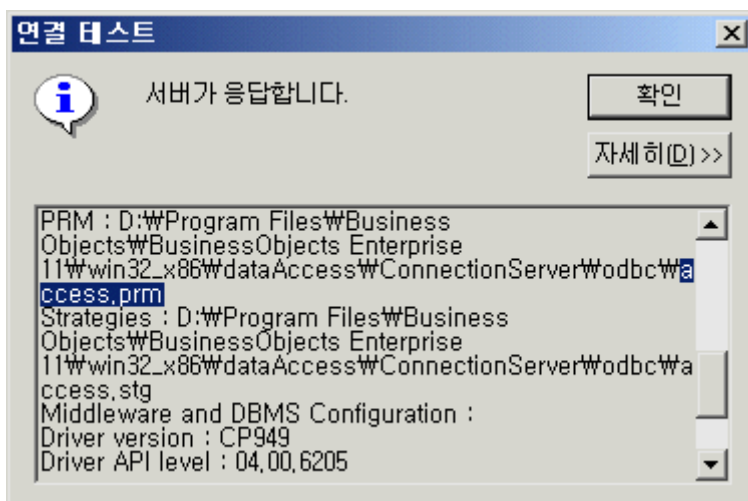 연결 테스트
서버가 응답합니다.
확인
자세히(D)>>
PRM : D:₩Program Files₩Business
Objects₩BusinessObjects Enterprise
11₩win32_x86₩dataAccess₩ConnectionServer₩odbc₩a
ccess.prm
Strategies : D:₩Program Files₩Business
Objects₩BusinessObjects Enterprise
11₩win32_x86₩dataAccess₩ConnectionServer₩odbc₩a
ccess.stg
Middleware and DBMS Configuration :
Driver version : CP949
Driver API level : 04.00.6205